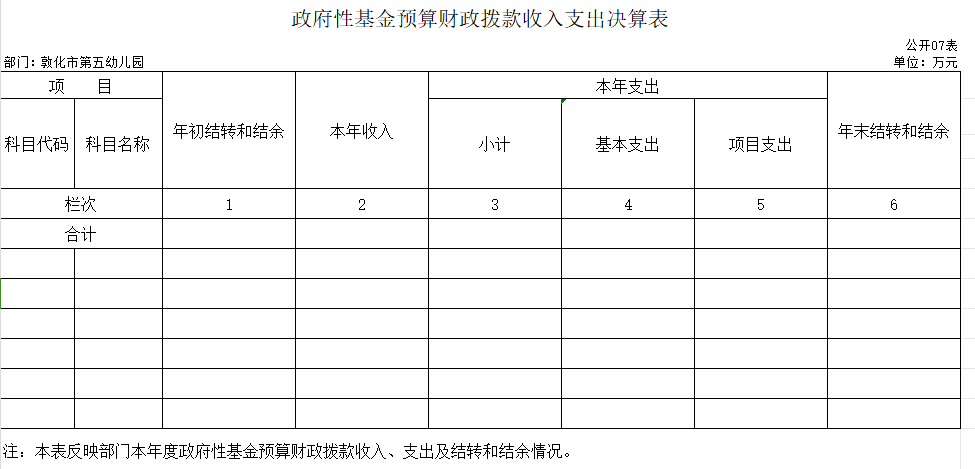 政府性基金预算财政拨款收入支出决算表
公开07表
部门：敦化市第五幼儿园 单位：万元
项 目 年初结转和结余 本年收入 本年支出 年末结转和结余
科目代码 科目名称 小计 基本支出 项目支出
栏次 1 2 3 4 5 6
合计
注：本表反映部门本年度政府性基金预算财政拨款收入、支出及结转和结余情况。